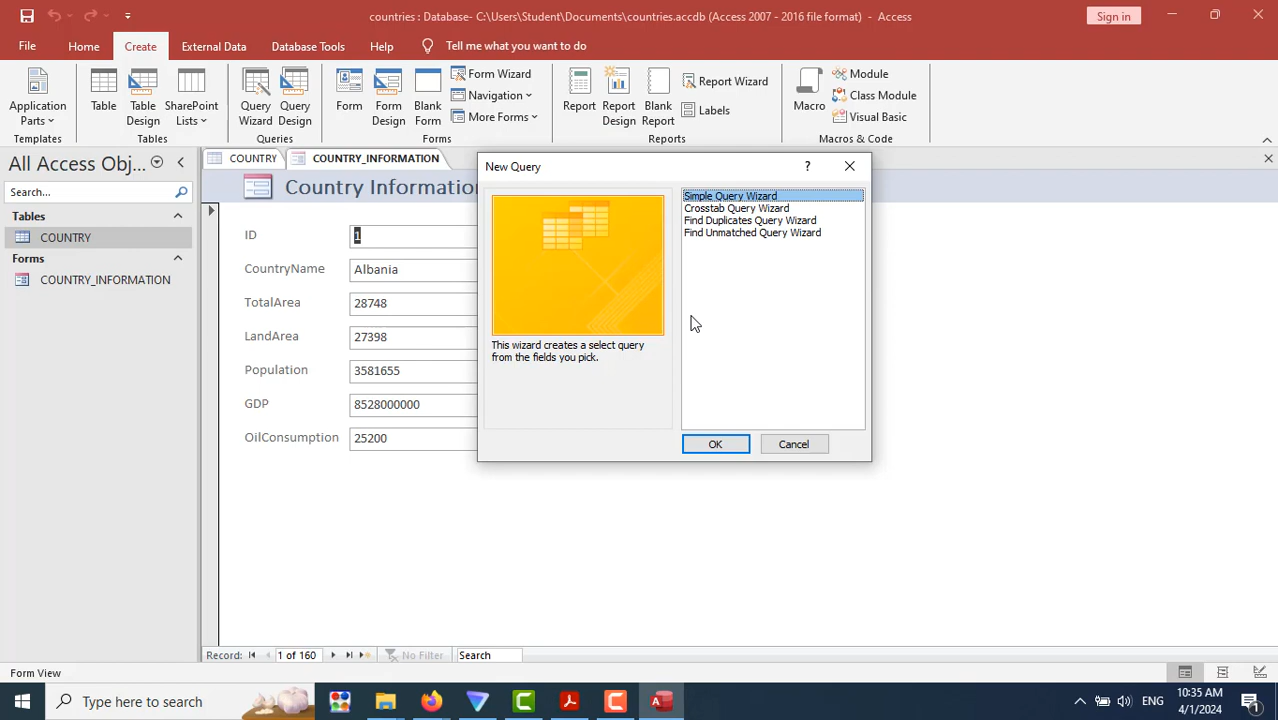 countries : Database- C:\Users\Student\Documents\countries.accdb (Access 2007 - 2016 file format) - Access
Sign in
File
Home
Create
External Data
Database Tools
Help
Tell me what you want to do
Application Parts
Table
Table Design
SharePoint Lists
Query Wizard
Query Design
Form
Form Design
Blank Form
Form Wizard
Navigation
More Forms
Report
Report Design
Blank Report
Report Wizard
Labels
Macro
Module
Class Module
Visual Basic
Templates
Tables
Queries
Forms
Reports
Macros & Code
All Access Obj...
Search...
Tables
COUNTRY
Forms
COUNTRY_INFORMATION
COUNTRY
COUNTRY_INFORMATION
Country Informatio
ID
1
CountryName
Albania
TotalArea
28748
LandArea
27398
Population
3581655
GDP
8528000000
OilConsumption
25200
New Query
?
Simple Query Wizard
Crosstab Query Wizard
Find Duplicates Query Wizard
Find Unmatched Query Wizard
This wizard creates a select query
from the fields you pick.
OK
Cancel
Record:
1 of 160
No Filter
Search
Form View
Type here to search
ENG
10:35 AM
4/1/2024
1